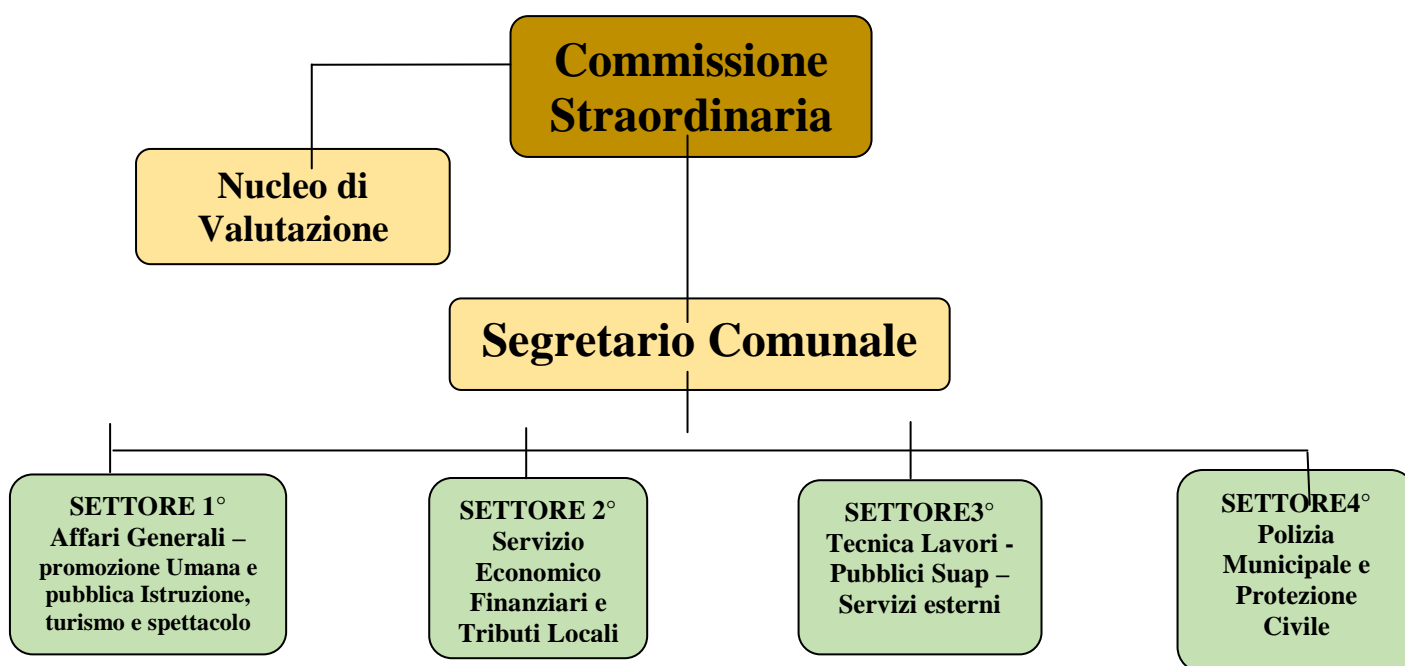 Commissione
Straordinaria
Nucleo di
Valutazione
Segretario Comunale
SETTORE 1°
Affari Generali –
promozione Umana e
pubblica Istruzione,
turismo e spettacolo
SETTORE 2°
Servizio
Economico
Finanziari e
Tributi Locali
SETTORE3°
Tecnica Lavori -
Pubblici Suap –
Servizi esterni
SETTORE4°
Polizia
Municipale e
Protezione
Civile